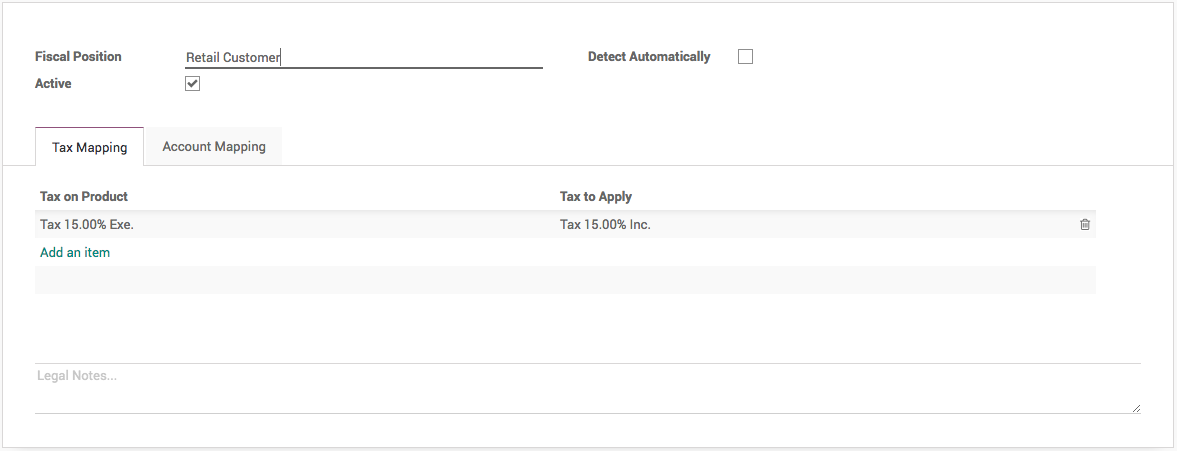 Fiscal Position Retail Customer Detect Automatically
Active
Tax Mapping Account Mapping
Tax on Product Tax to Apply
Tax 15.00% Exe. Tax 15.00% Inc.
Add an item
Legal Notes...